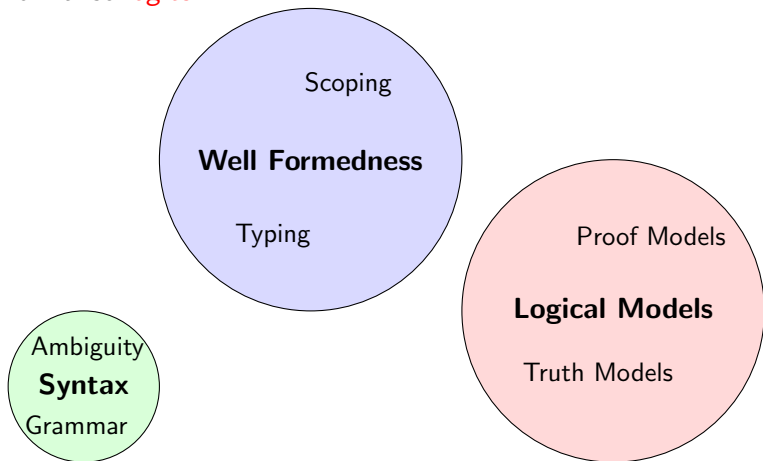 Scoping
Well Formedness
Typing
Proof Models
Logical Models
Truth Models
Ambiguity
Syntax
Grammar